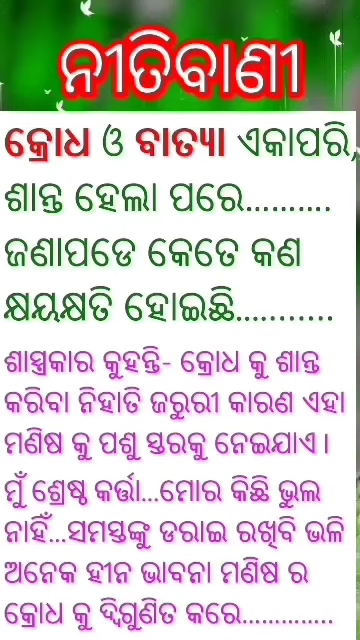 ନୀତିବାଣୀ
କ୍ରୋଧ ଓ ବାତ୍ୟା ଏକାପରି,
ଶାନ୍ତ ହେଲା ପରେ..........
ଜଣାପଡେ କେତେ କଣ
କ୍ଷୟକ୍ଷତି ହୋଇଛି...........
ଶାସ୍ତ୍ରକାର କୁହନ୍ତି- କ୍ରୋଧ କୁ ଶାନ୍ତ
କରିବା ନିହାତି ଜରୁରୀ କାରଣ ଏହା
ମଣିଷ କୁ ପଶୁ ସ୍ତରକୁ ନେଇଯାଏ ।
ମୁଁ ଶ୍ରେଷ୍ଠ କର୍ତ୍ତା...ମୋର କିଛି ଭୁଲ
ନାହିଁ...ସମସ୍ତଙ୍କୁ ଡରାଇ ରଖିବି ଭଳି
ଅନେକ ହୀନ ଭାବନା ମଣିଷ ର
କ୍ରୋଧ କୁ ଦ୍ୱିଗୁଣିତ କରେ..............